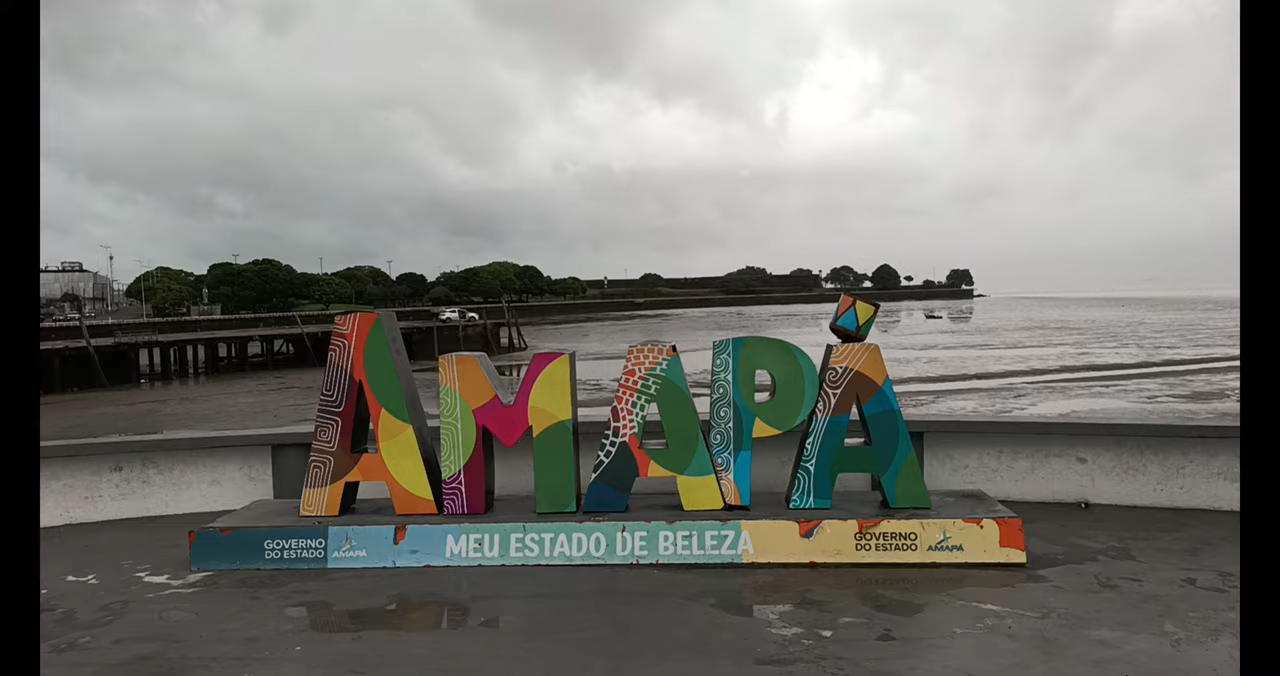 AMAPÁ
GOVERNO
DO ESTADO
AMAPÁ
MEU ESTADO DE BELEZA
GOVERNO
DO ESTADO
AMAPÁ